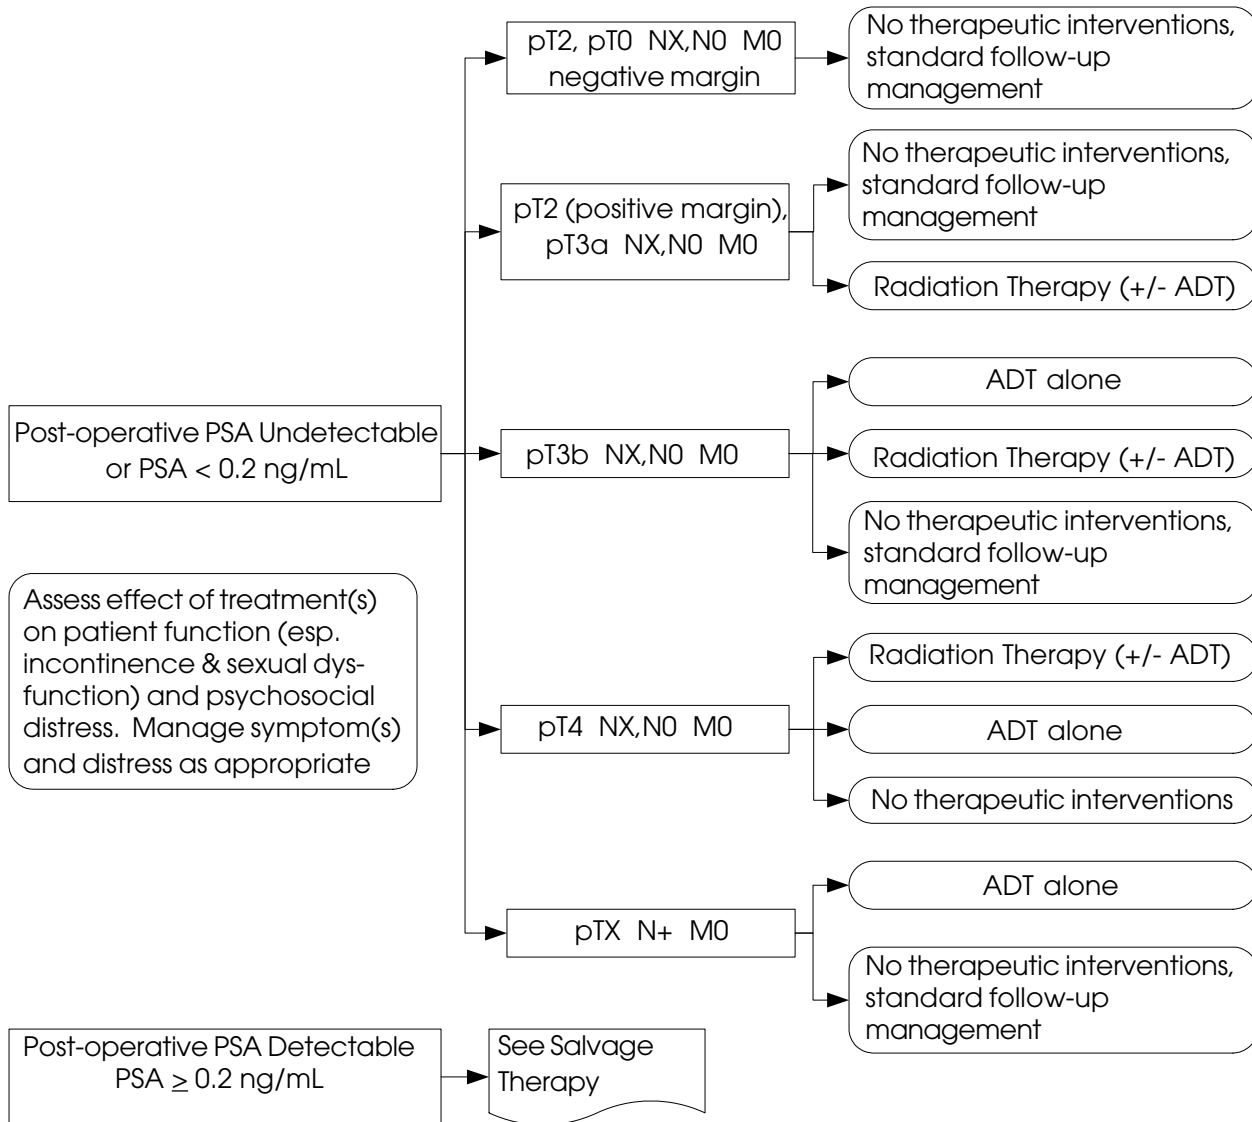 pT2, pT0 NX,N0 M0
negative margin
No therapeutic interventions,
standard follow-up
management
pT2 (positive margin),
pT3a NX,N0 M0
No therapeutic interventions,
standard follow-up
management
Radiation Therapy (+/- ADT)
Post-operative PSA Undetectable
or PSA < 0.2 ng/mL
pT3b NX,N0 M0
ADT alone
Radiation Therapy (+/- ADT)
No therapeutic interventions,
standard follow-up
management
Assess effect of treatment(s)
on patient function (esp.
incontinence & sexual dys-
function) and psychosocial
distress. Manage symptom(s)
and distress as appropriate
pT4 NX,N0 M0
Radiation Therapy (+/- ADT)
ADT alone
No therapeutic interventions
pTX N+ M0
ADT alone
No therapeutic interventions,
standard follow-up
management
Post-operative PSA Detectable
PSA ≥ 0.2 ng/mL
See Salvage
Therapy